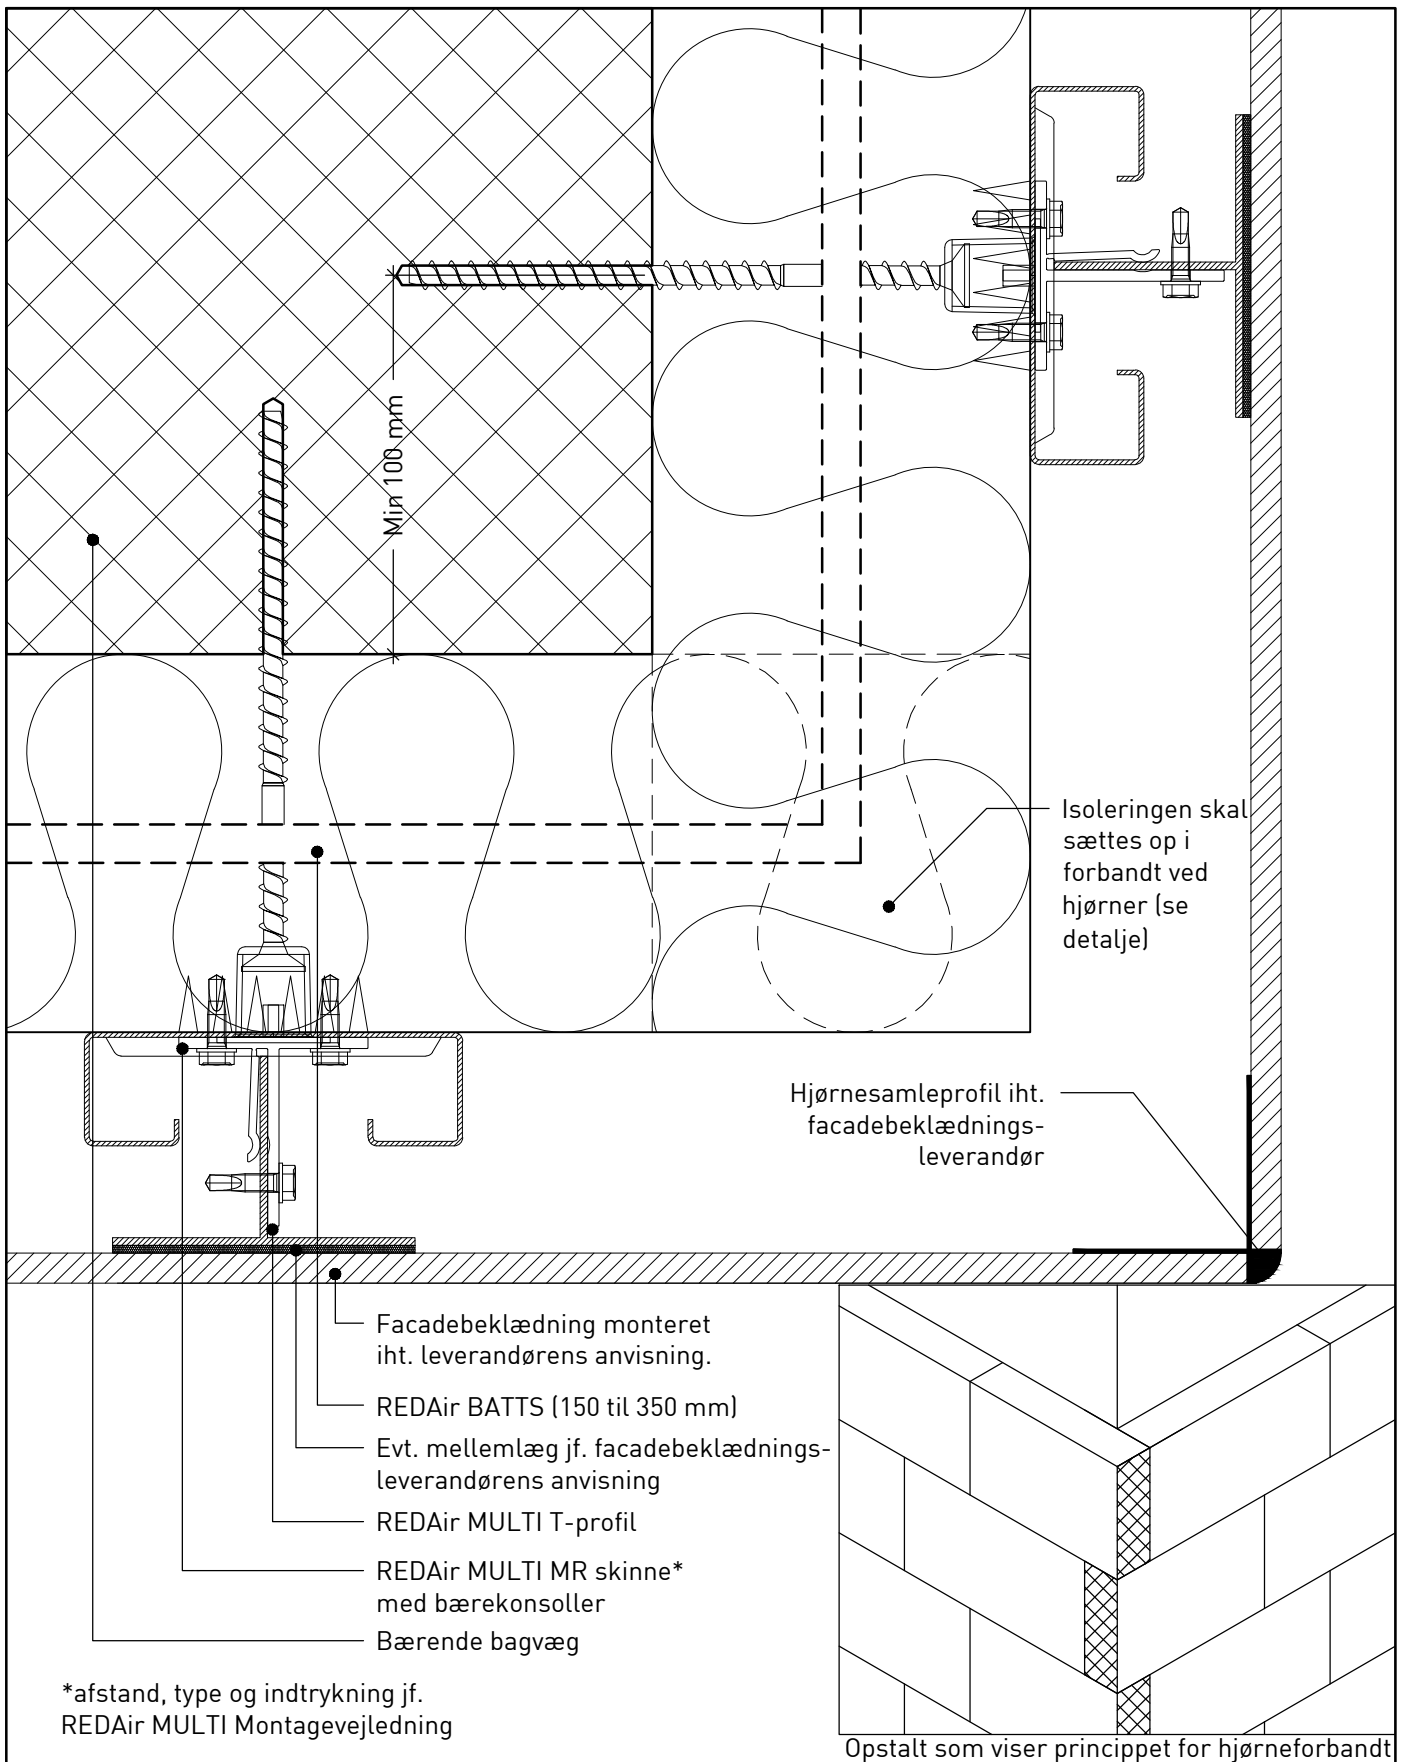 Min 100 mm
Isoleringen skal
sættes op i
forbandt ved
hjørner (se
detalje)
Hjørnesamleprofil iht.
facadebeklædnings-
leverandør
Facadebeklædning monteret
iht. leverandørens anvisning.
REDAir BATTS (150 til 350 mm)
Evt. mellemlæg jf. facadebeklædnings-
leverandørens anvisning
REDAir MULTI T-profil
REDAir MULTI MR skinne*
med bærekonsoller
Bærende bagvæg
*afstand, type og indtrykning jf.
REDAir MULTI Montagevejledning
Opstalt som viser princippet for hjørneforbandt